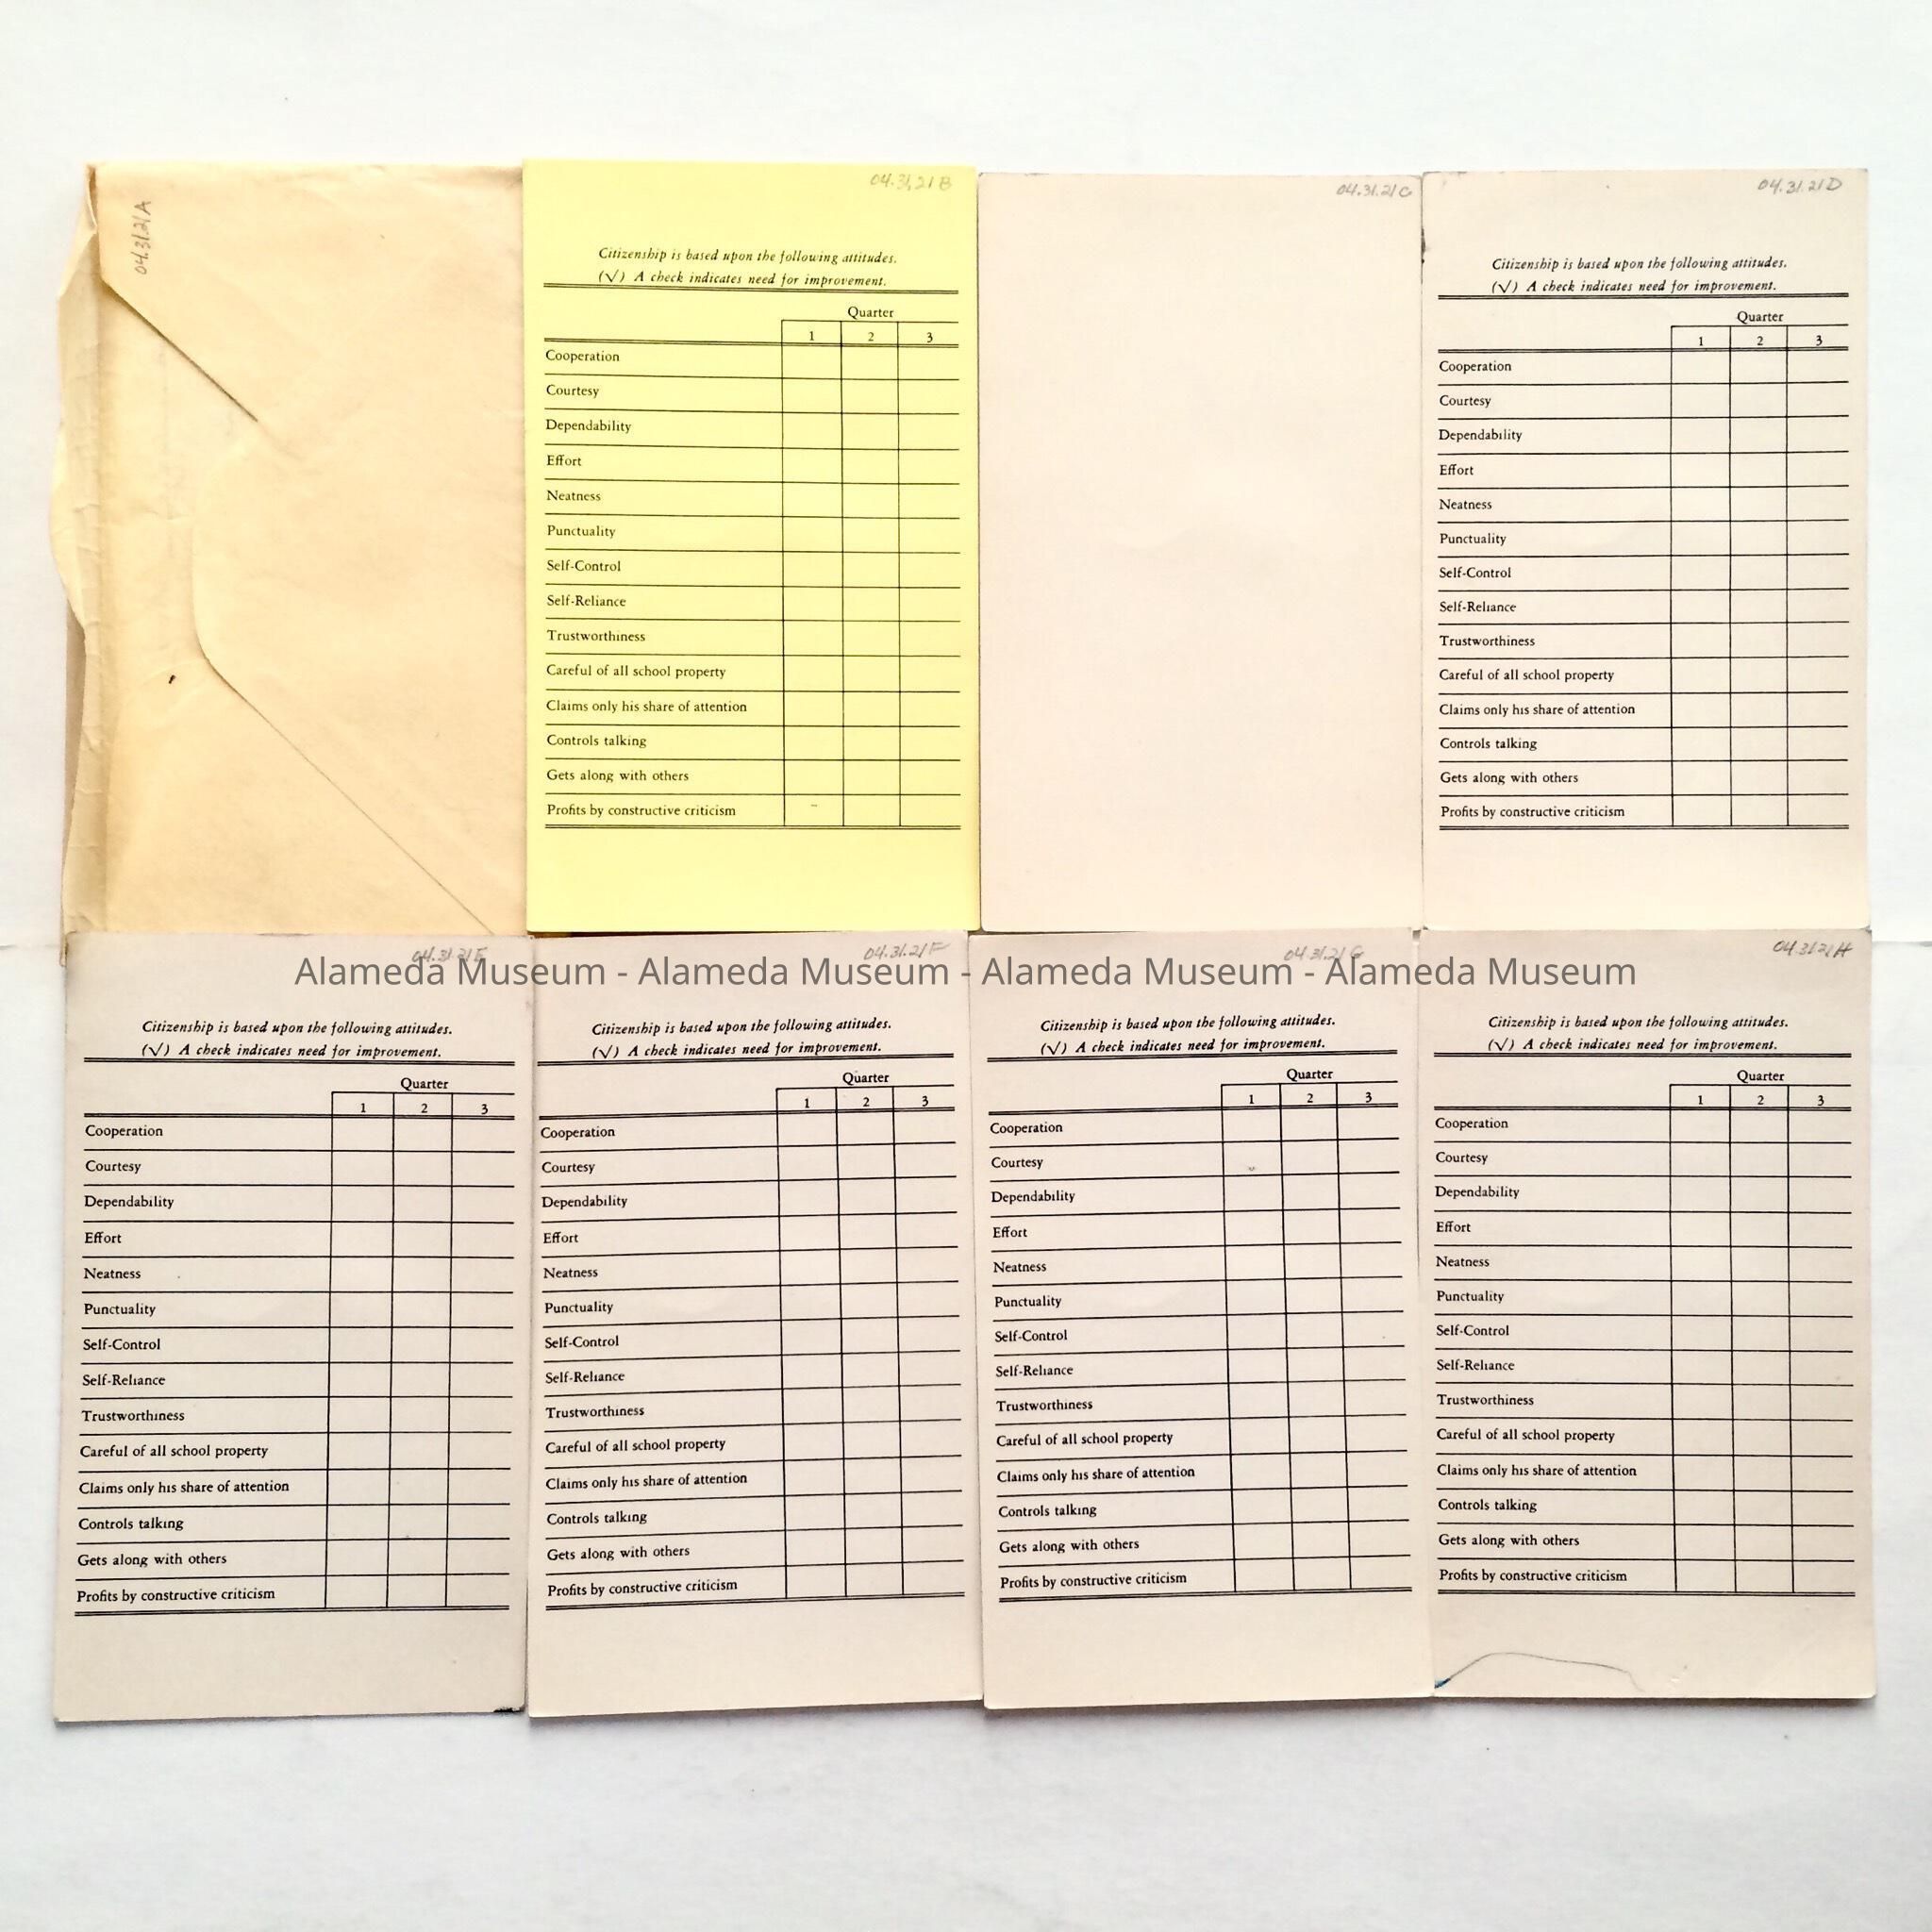 04.31.21A
04.31.21B
Citizenship is based upon the following attitudes.
(√) A check indicates need for improvement.
Quarter
1 2 3
Cooperation
Courtesy
Dependability
Effort
Neatness
Punctuality
Self-Control
Self-Reliance
Trustworthiness
Careful of all school property
Claims only his share of attention
Controls talking
Gets along with others
Profits by constructive criticism
04.31.21C
04.31.21D
Citizenship is based upon the following attitudes.
(√) A check indicates need for improvement.
Quarter
1 2 3
Cooperation
Courtesy
Dependability
Effort
Neatness
Punctuality
Self-Control
Self-Reliance
Trustworthiness
Careful of all school property
Claims only his share of attention
Controls talking
Gets along with others
Profits by constructive criticism
Alameda Museum - Alameda Museum - Alameda Museum - Alameda Museum
04.31.21E
Citizenship is based upon the following attitudes.
(√) A check indicates need for improvement.
Quarter
1 2 3
Cooperation
Courtesy
Dependability
Effort
Neatness
Punctuality
Self-Control
Self-Reliance
Trustworthiness
Careful of all school property
Claims only his share of attention
Controls talking
Gets along with others
Profits by constructive criticism
04.31.21F
Citizenship is based upon the following attitudes.
(√) A check indicates need for improvement.
Quarter
1 2 3
Cooperation
Courtesy
Dependability
Effort
Neatness
Punctuality
Self-Control
Self-Reliance
Trustworthiness
Careful of all school property
Claims only his share of attention
Controls talking
Gets along with others
Profits by constructive criticism
04.31.21G
Citizenship is based upon the following attitudes.
(√) A check indicates need for improvement.
Quarter
1 2 3
Cooperation
Courtesy
Dependability
Effort
Neatness
Punctuality
Self-Control
Self-Reliance
Trustworthiness
Careful of all school property
Claims only his share of attention
Controls talking
Gets along with others
Profits by constructive criticism
04.31.21H
Citizenship is based upon the following attitudes.
(√) A check indicates need for improvement.
Quarter
1 2 3
Cooperation
Courtesy
Dependability
Effort
Neatness
Punctuality
Self-Control
Self-Reliance
Trustworthiness
Careful of all school property
Claims only his share of attention
Controls talking
Gets along with others
Profits by constructive criticism